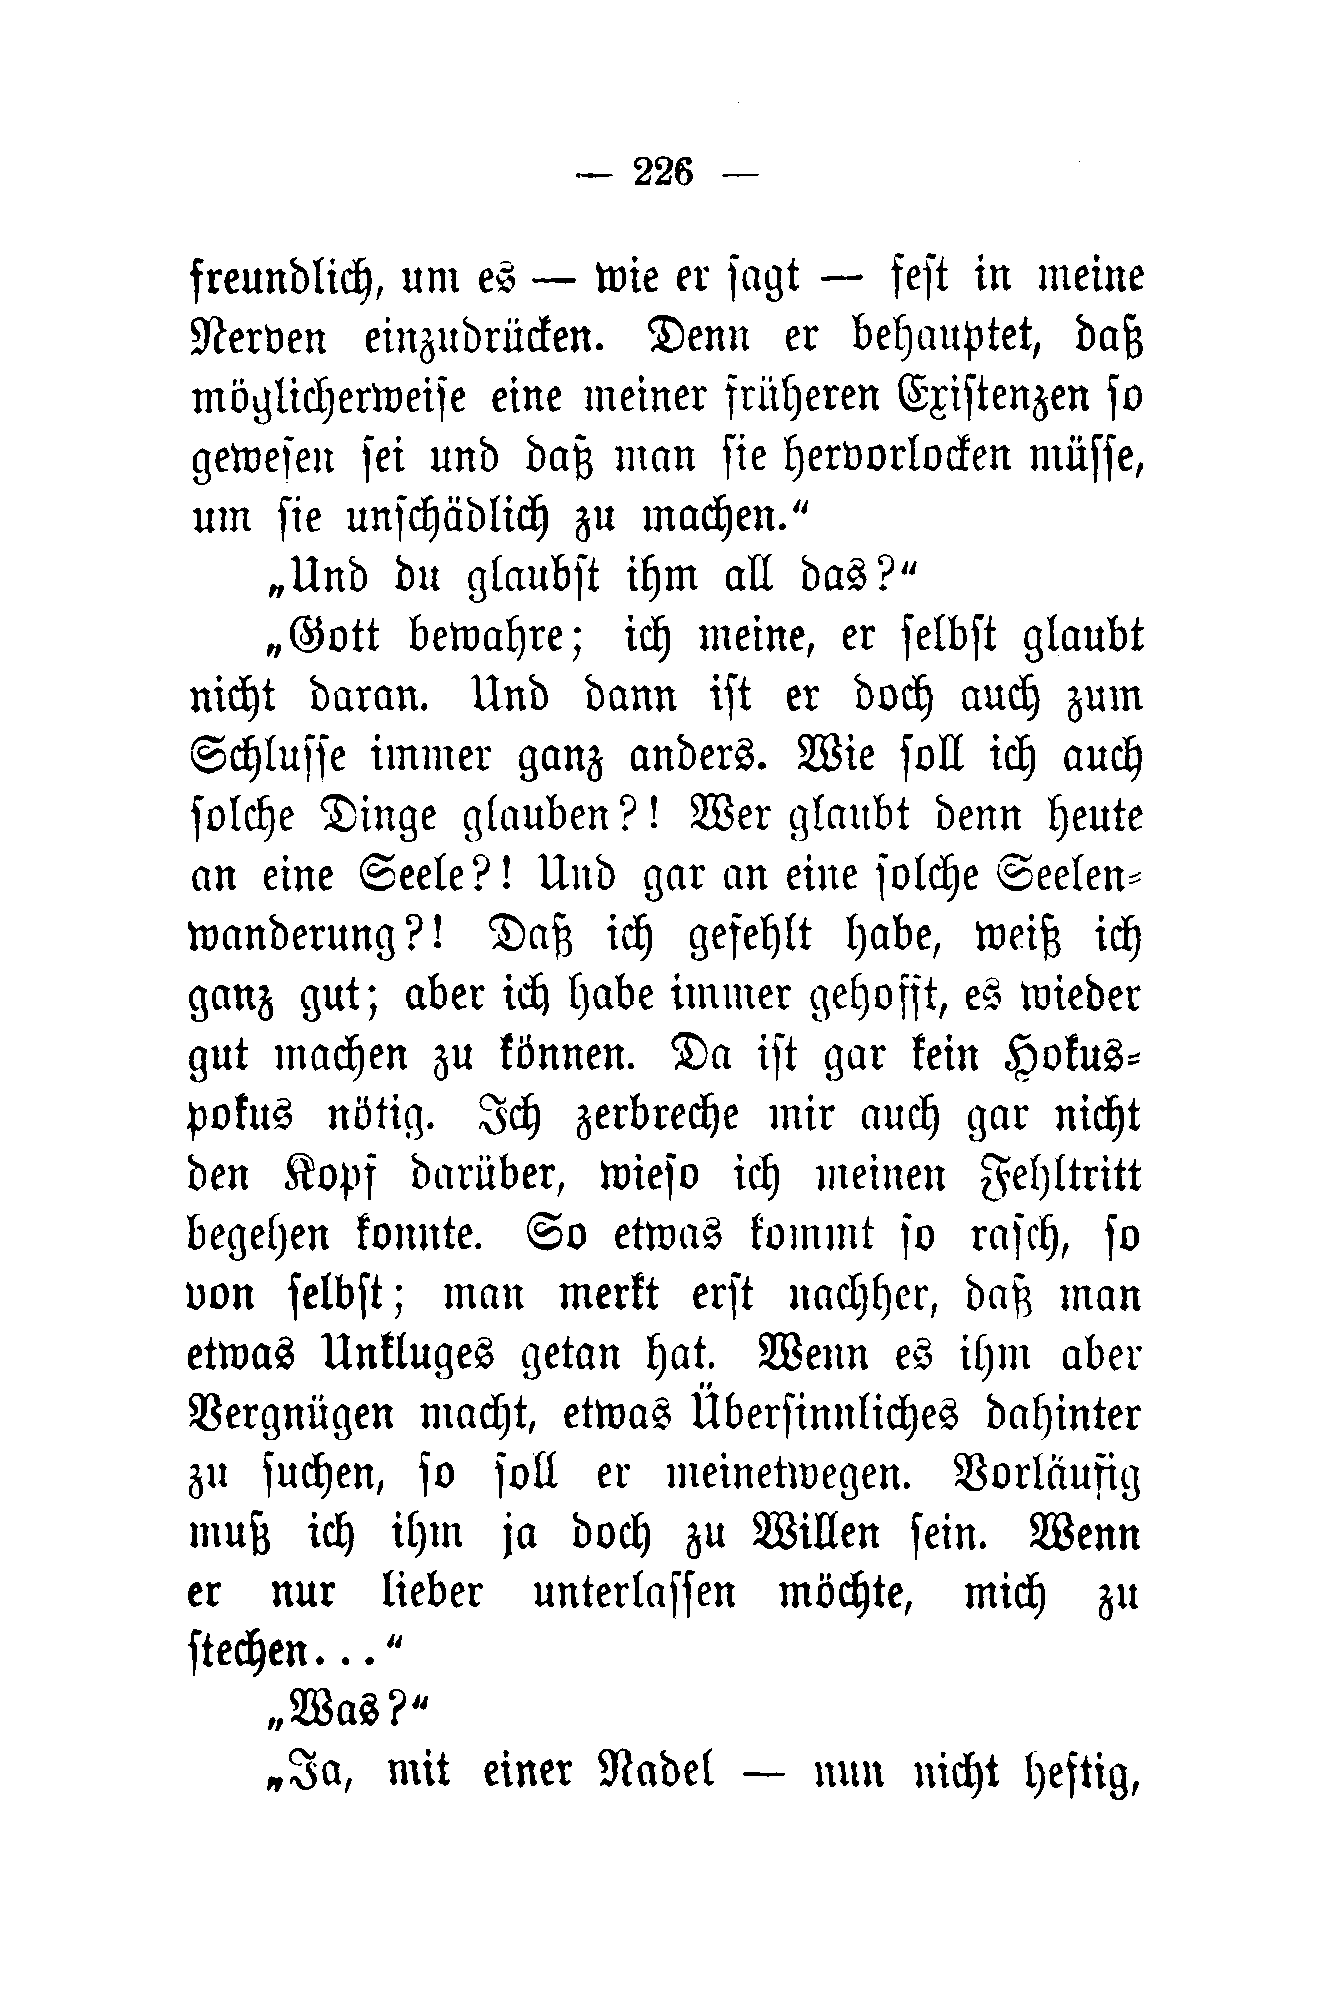 — 226 —
freundlich, um es — wie er sagt — fest in meine
Nerven einzudrücken. Denn er behauptet, daß
möglicherweise eine meiner früheren Existenzen so
gewesen sei und daß man sie hervorlocken müsse,
um sie unschädlich zu machen.“
„Und du glaubst ihm all das?“
„Gott bewahre; ich meine, er selbst glaubt
nicht daran. Und dann ist er doch auch zum
Schlusse immer ganz anders. Wie soll ich auch
solche Dinge glauben?! Wer glaubt denn heute
an eine Seele?! Und gar an eine solche Seelen-
wanderung?! Daß ich gefehlt habe, weiß ich
ganz gut; aber ich habe immer gehofft, es wieder
gut machen zu können. Da ist gar kein Hokus-
pokus nötig. Ich zerbreche mir auch gar nicht
den Kopf darüber, wieso ich meinen Fehltritt
begehen konnte. So etwas kommt so rasch, so
von selbst; man merkt erst nachher, daß man
etwas Unkluges getan hat. Wenn es ihm aber
Vergnügen macht, etwas Übersinnliches dahinter
zu suchen, so soll er meinetwegen. Vorläufig
muß ich ihm ja doch zu Willen sein. Wenn
er nur lieber unterlassen möchte, mich zu
stechen...“
„Was?“
„Ja, mit einer Nadel — nun nicht heftig,